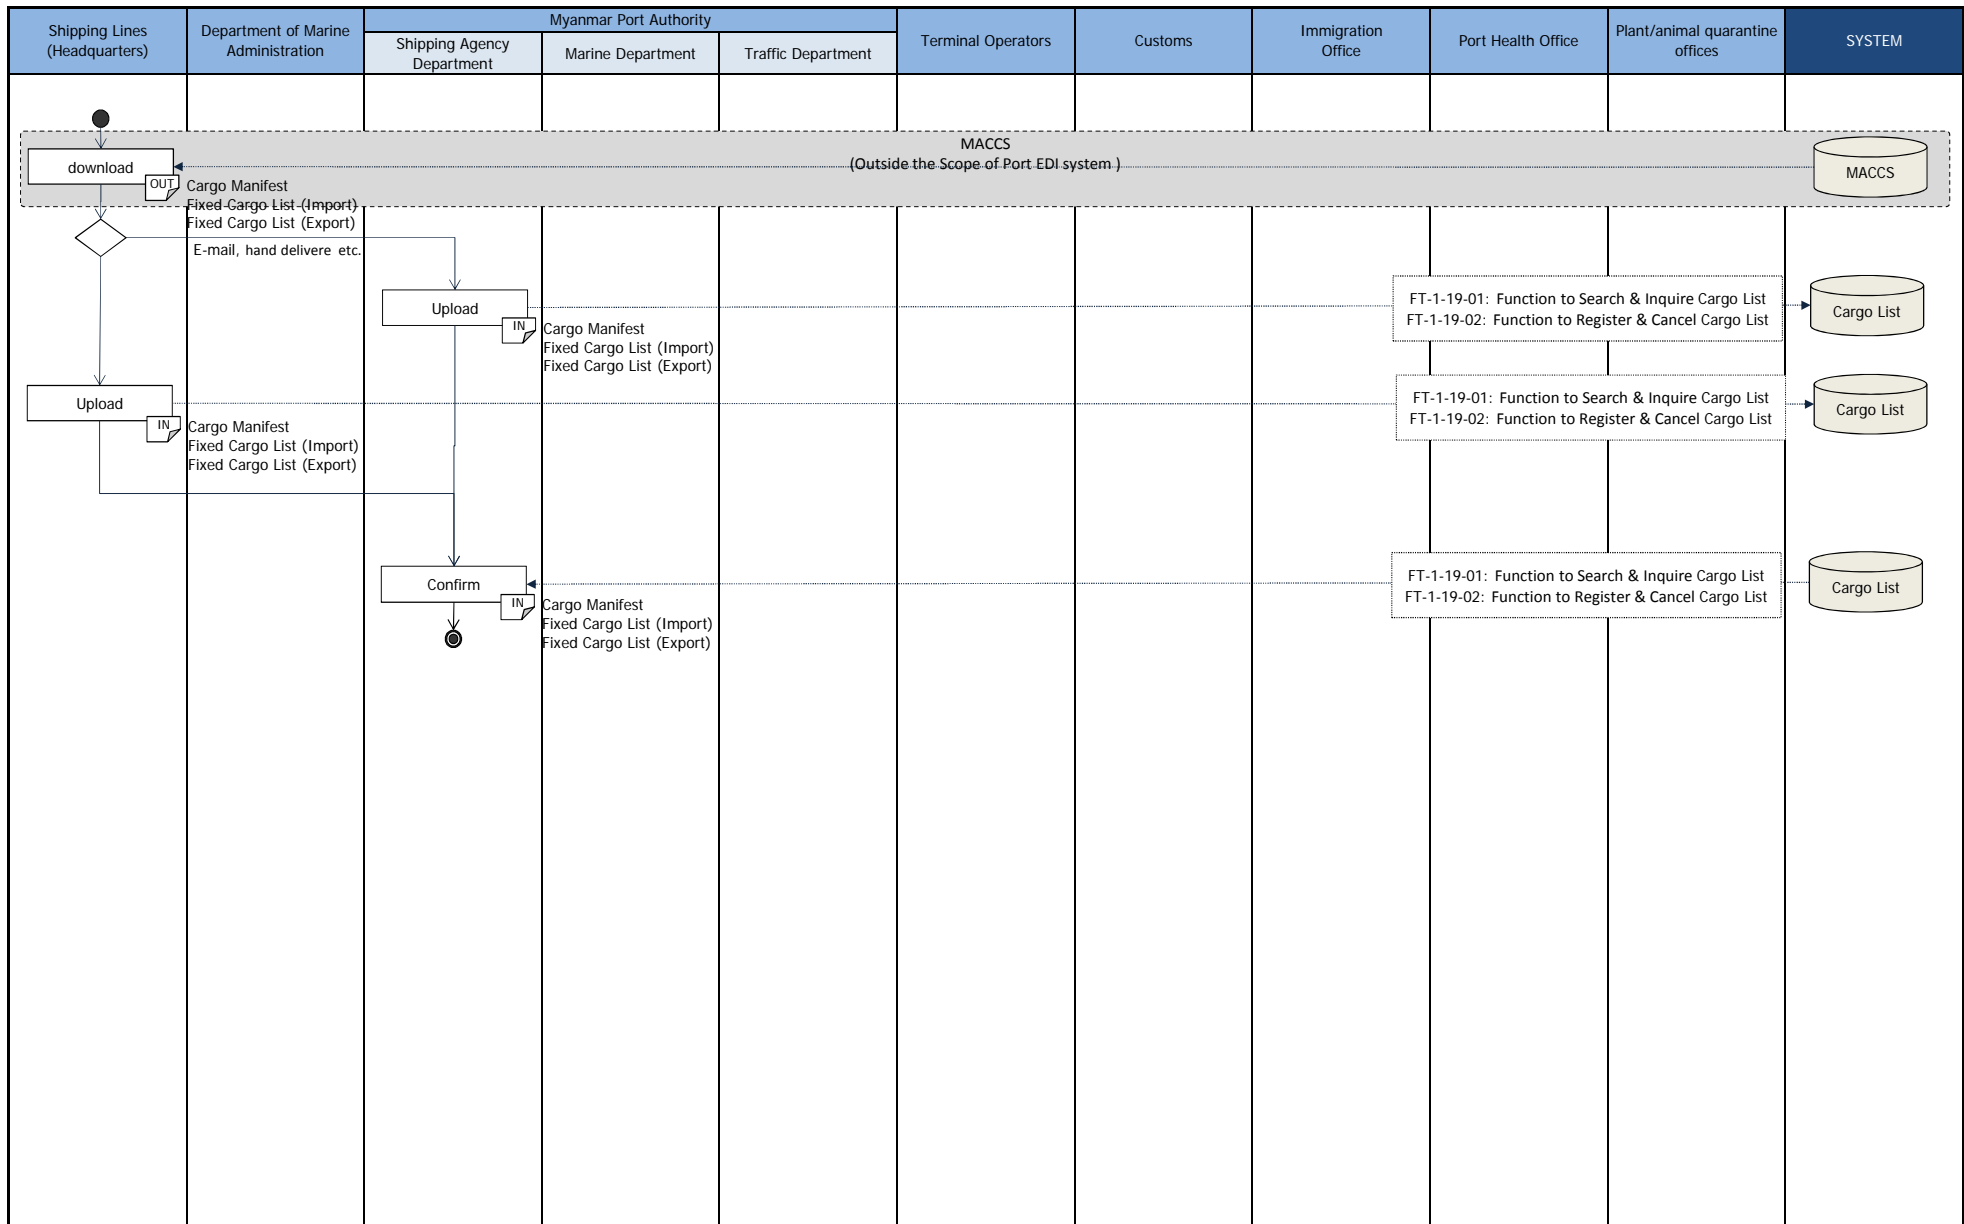 Shipping Lines
(Headquarters)
Department of Marine
Administration
Myanmar Port Authority
Shipping Agency
Department
Marine Department
Traffic Department
Terminal Operators
Customs
Immigration
Office
Port Health Office
Plant/animal quarantine
offices
SYSTEM
MACCS
(Outside the Scope of Port EDI system )
download
OUT
MACCS
Cargo Manifest
Fixed Cargo List (Import)
Fixed Cargo List (Export)
E-mail, hand delivere etc.
Upload
IN
Cargo Manifest
Fixed Cargo List (Import)
Fixed Cargo List (Export)
FT-1-19-01: Function to Search & Inquire Cargo List
FT-1-19-02: Function to Register & Cancel Cargo List
Cargo List
Upload
IN
Cargo Manifest
Fixed Cargo List (Import)
Fixed Cargo List (Export)
FT-1-19-01: Function to Search & Inquire Cargo List
FT-1-19-02: Function to Register & Cancel Cargo List
Cargo List
Confirm
IN
Cargo Manifest
Fixed Cargo List (Import)
Fixed Cargo List (Export)
FT-1-19-01: Function to Search & Inquire Cargo List
FT-1-19-02: Function to Register & Cancel Cargo List
Cargo List